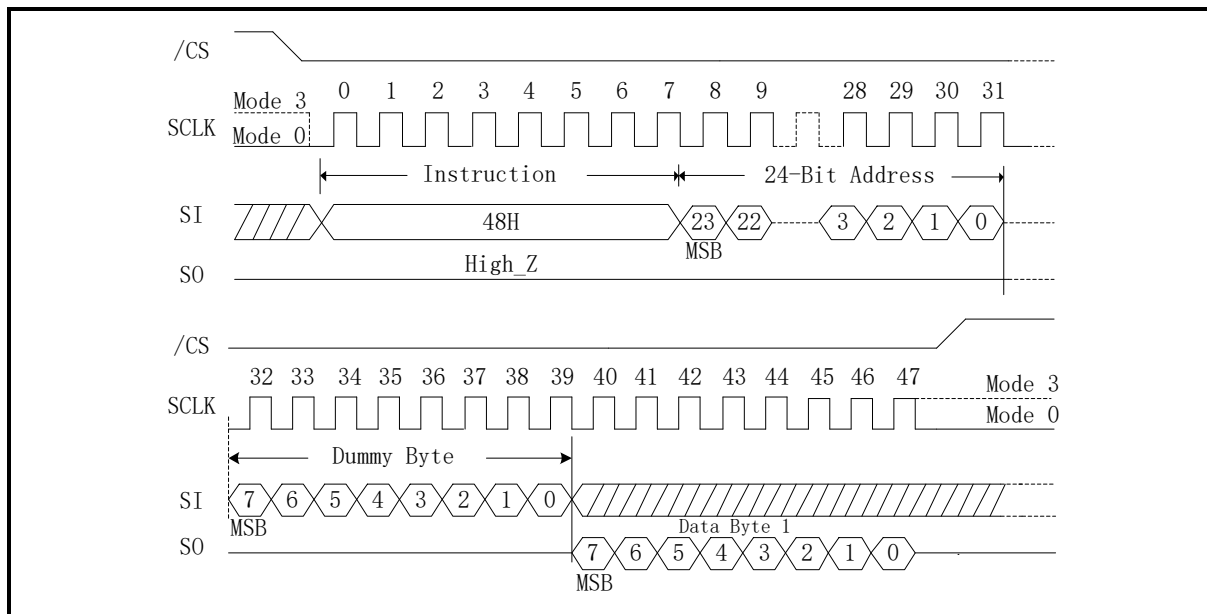 /CS
0 1 2 3 4 5 6 7 8 9 28 29 30 31
Mode 3
SCLK
Mode 0
Instruction 24-Bit Address
SI 48H 23 22 3 2 1 0
MSB
High_Z
SO
/CS
32 33 34 35 36 37 38 39 40 41 42 43 44 45 46 47
Mode 3
SCLK
Mode 0
Dummy Byte
SI 7 6 5 4 3 2 1 0
MSB Data Byte 1
SO 7 6 5 4 3 2 1 0
MSB